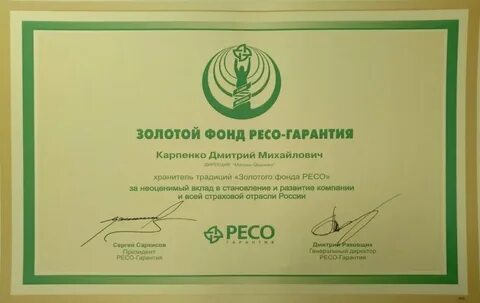 ЗОЛОТОЙ ФОНД РЕСО-ГАРАНТИЯ
Карпенко Дмитрий Михайлович
хранитель традиций «Золотого фонда РЕСО»
за неоценимый вклад в становление и развитие компании
и всей страховой отрасли России
РЕСО
ГАРАНТИЯ
Сергей Саркисов
Президент
РЕСО-Гарантия
Дмитрий Раковщик
Генеральный директор
РЕСО-Гарантия